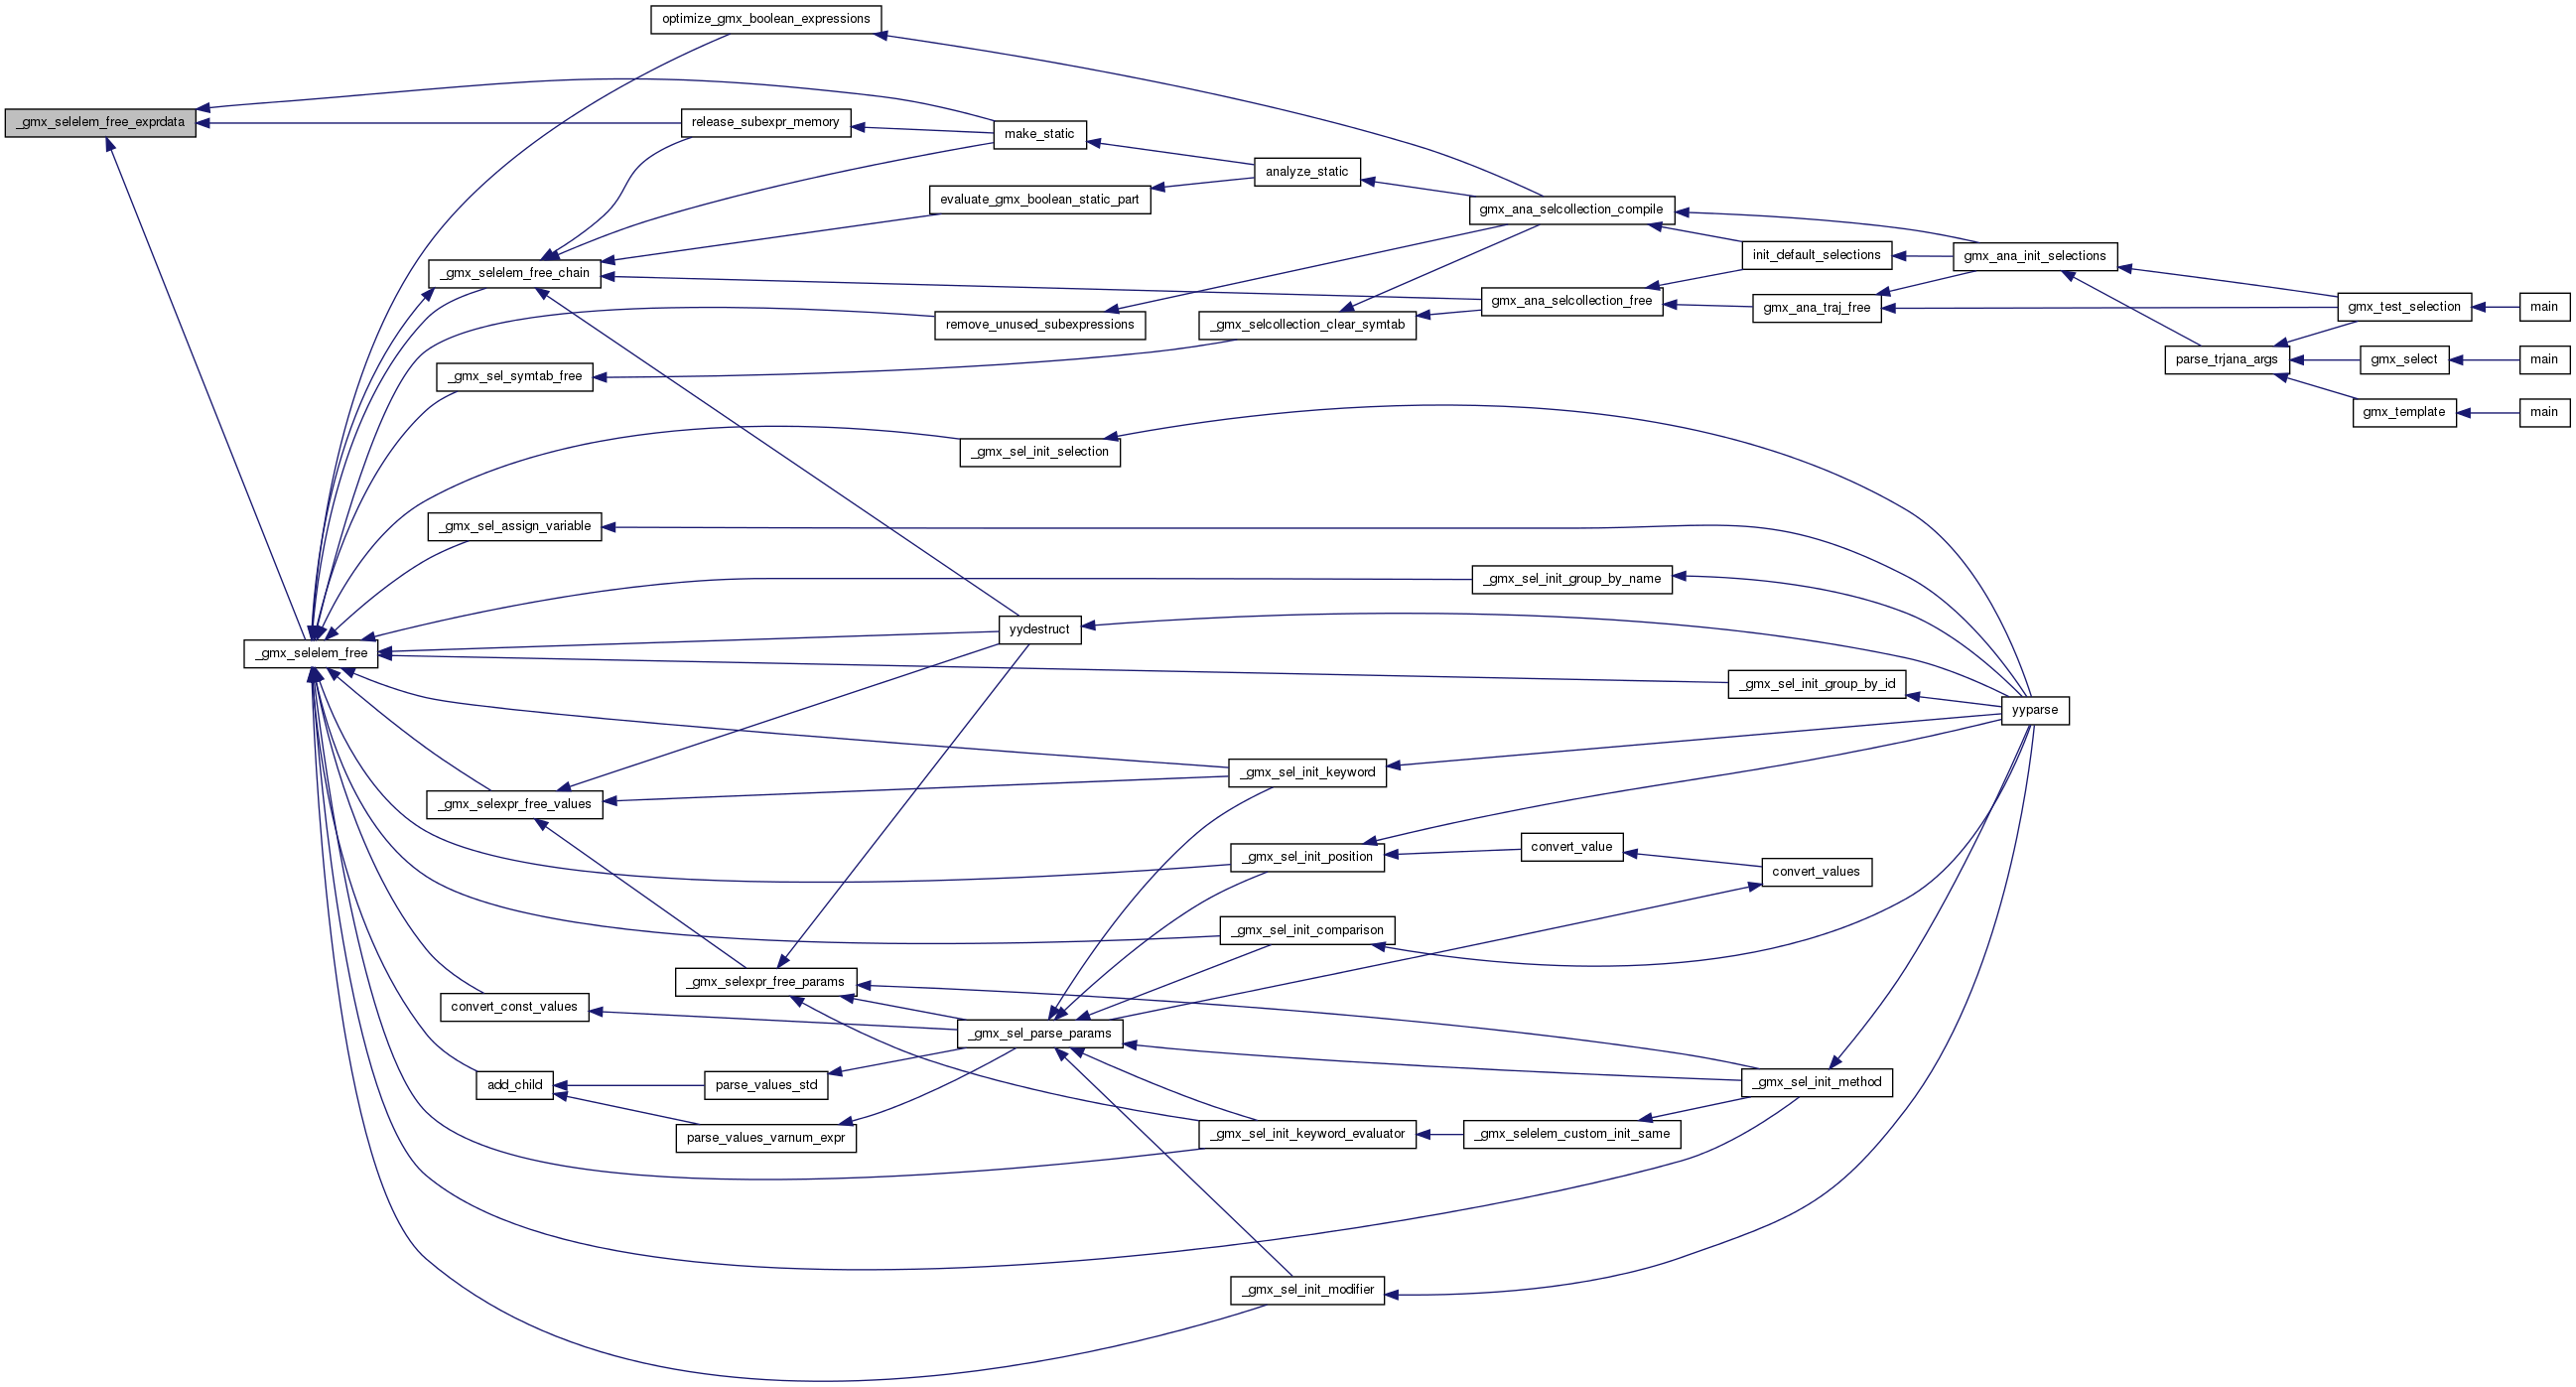 optimize_gmx_boolean_expressions
_gmx_selelem_free_exprdata
release_subexpr_memory
make_static
analyze_static
evaluate_gmx_boolean_static_part
gmx_ana_selcollection_compile
_gmx_selelem_free_chain
init_default_selections
gmx_ana_init_selections
gmx_ana_selcollection_free
gmx_ana_traj_free
gmx_test_selection
main
remove_unused_subexpressions
_gmx_selcollection_clear_symtab
parse_trjana_args
gmx_select
main
_gmx_sel_symtab_free
gmx_template
main
_gmx_sel_init_selection
_gmx_sel_assign_variable
_gmx_sel_init_group_by_name
yydestruct
_gmx_selelem_free
_gmx_sel_init_group_by_id
yyparse
_gmx_sel_init_keyword
_gmx_selexpr_free_values
_gmx_sel_init_position
convert_value
convert_values
_gmx_sel_init_comparison
_gmx_selexpr_free_params
convert_const_values
_gmx_sel_parse_params
add_child
parse_values_std
_gmx_sel_init_method
parse_values_varnum_expr
_gmx_sel_init_keyword_evaluator
_gmx_selelem_custom_init_same
_gmx_sel_init_modifier